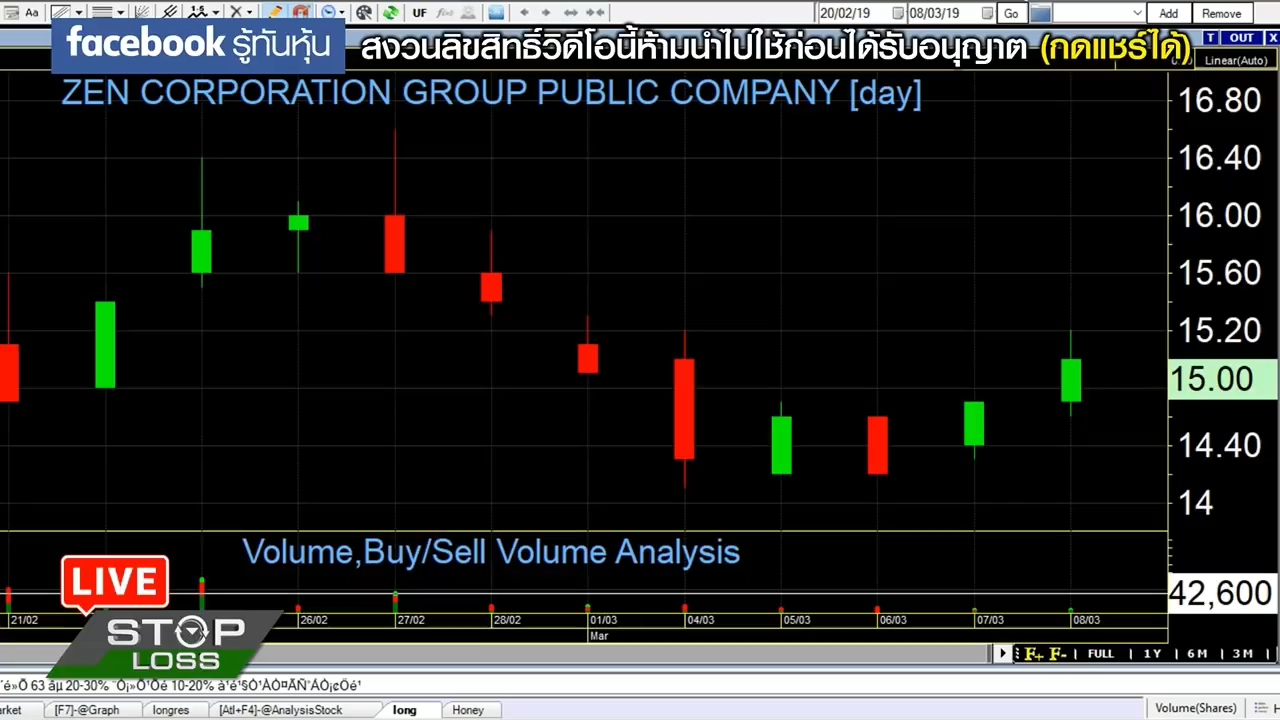 Aa
UF
20/02/19
08/03/19
Go
Add
Remove
facebook รู้ทันหุ้น
สงวนลิขสิทธิ์วิดีโอนี้ห้ามนำไปใช้ก่อนได้รับอนุญาต (กดแชร์ได้)
T OUT X
Linear(Auto)
ZEN CORPORATION GROUP PUBLIC COMPANY [day]
16.80
16.40
16.00
15.60
15.20
15.00
14.40
14
Volume,Buy/Sell Volume Analysis
42,600
LIVE
STOP
LOSS
21/02
26/02
27/02
28/02
01/03
04/03
05/03
06/03
07/03
08/03
Mar
F+ F- | FULL | 1Y | 6M | 3M |
[F7]-@Graph
longres
[Atl+F4]-@AnalysisStock
long
Honey
Volume(Shares)